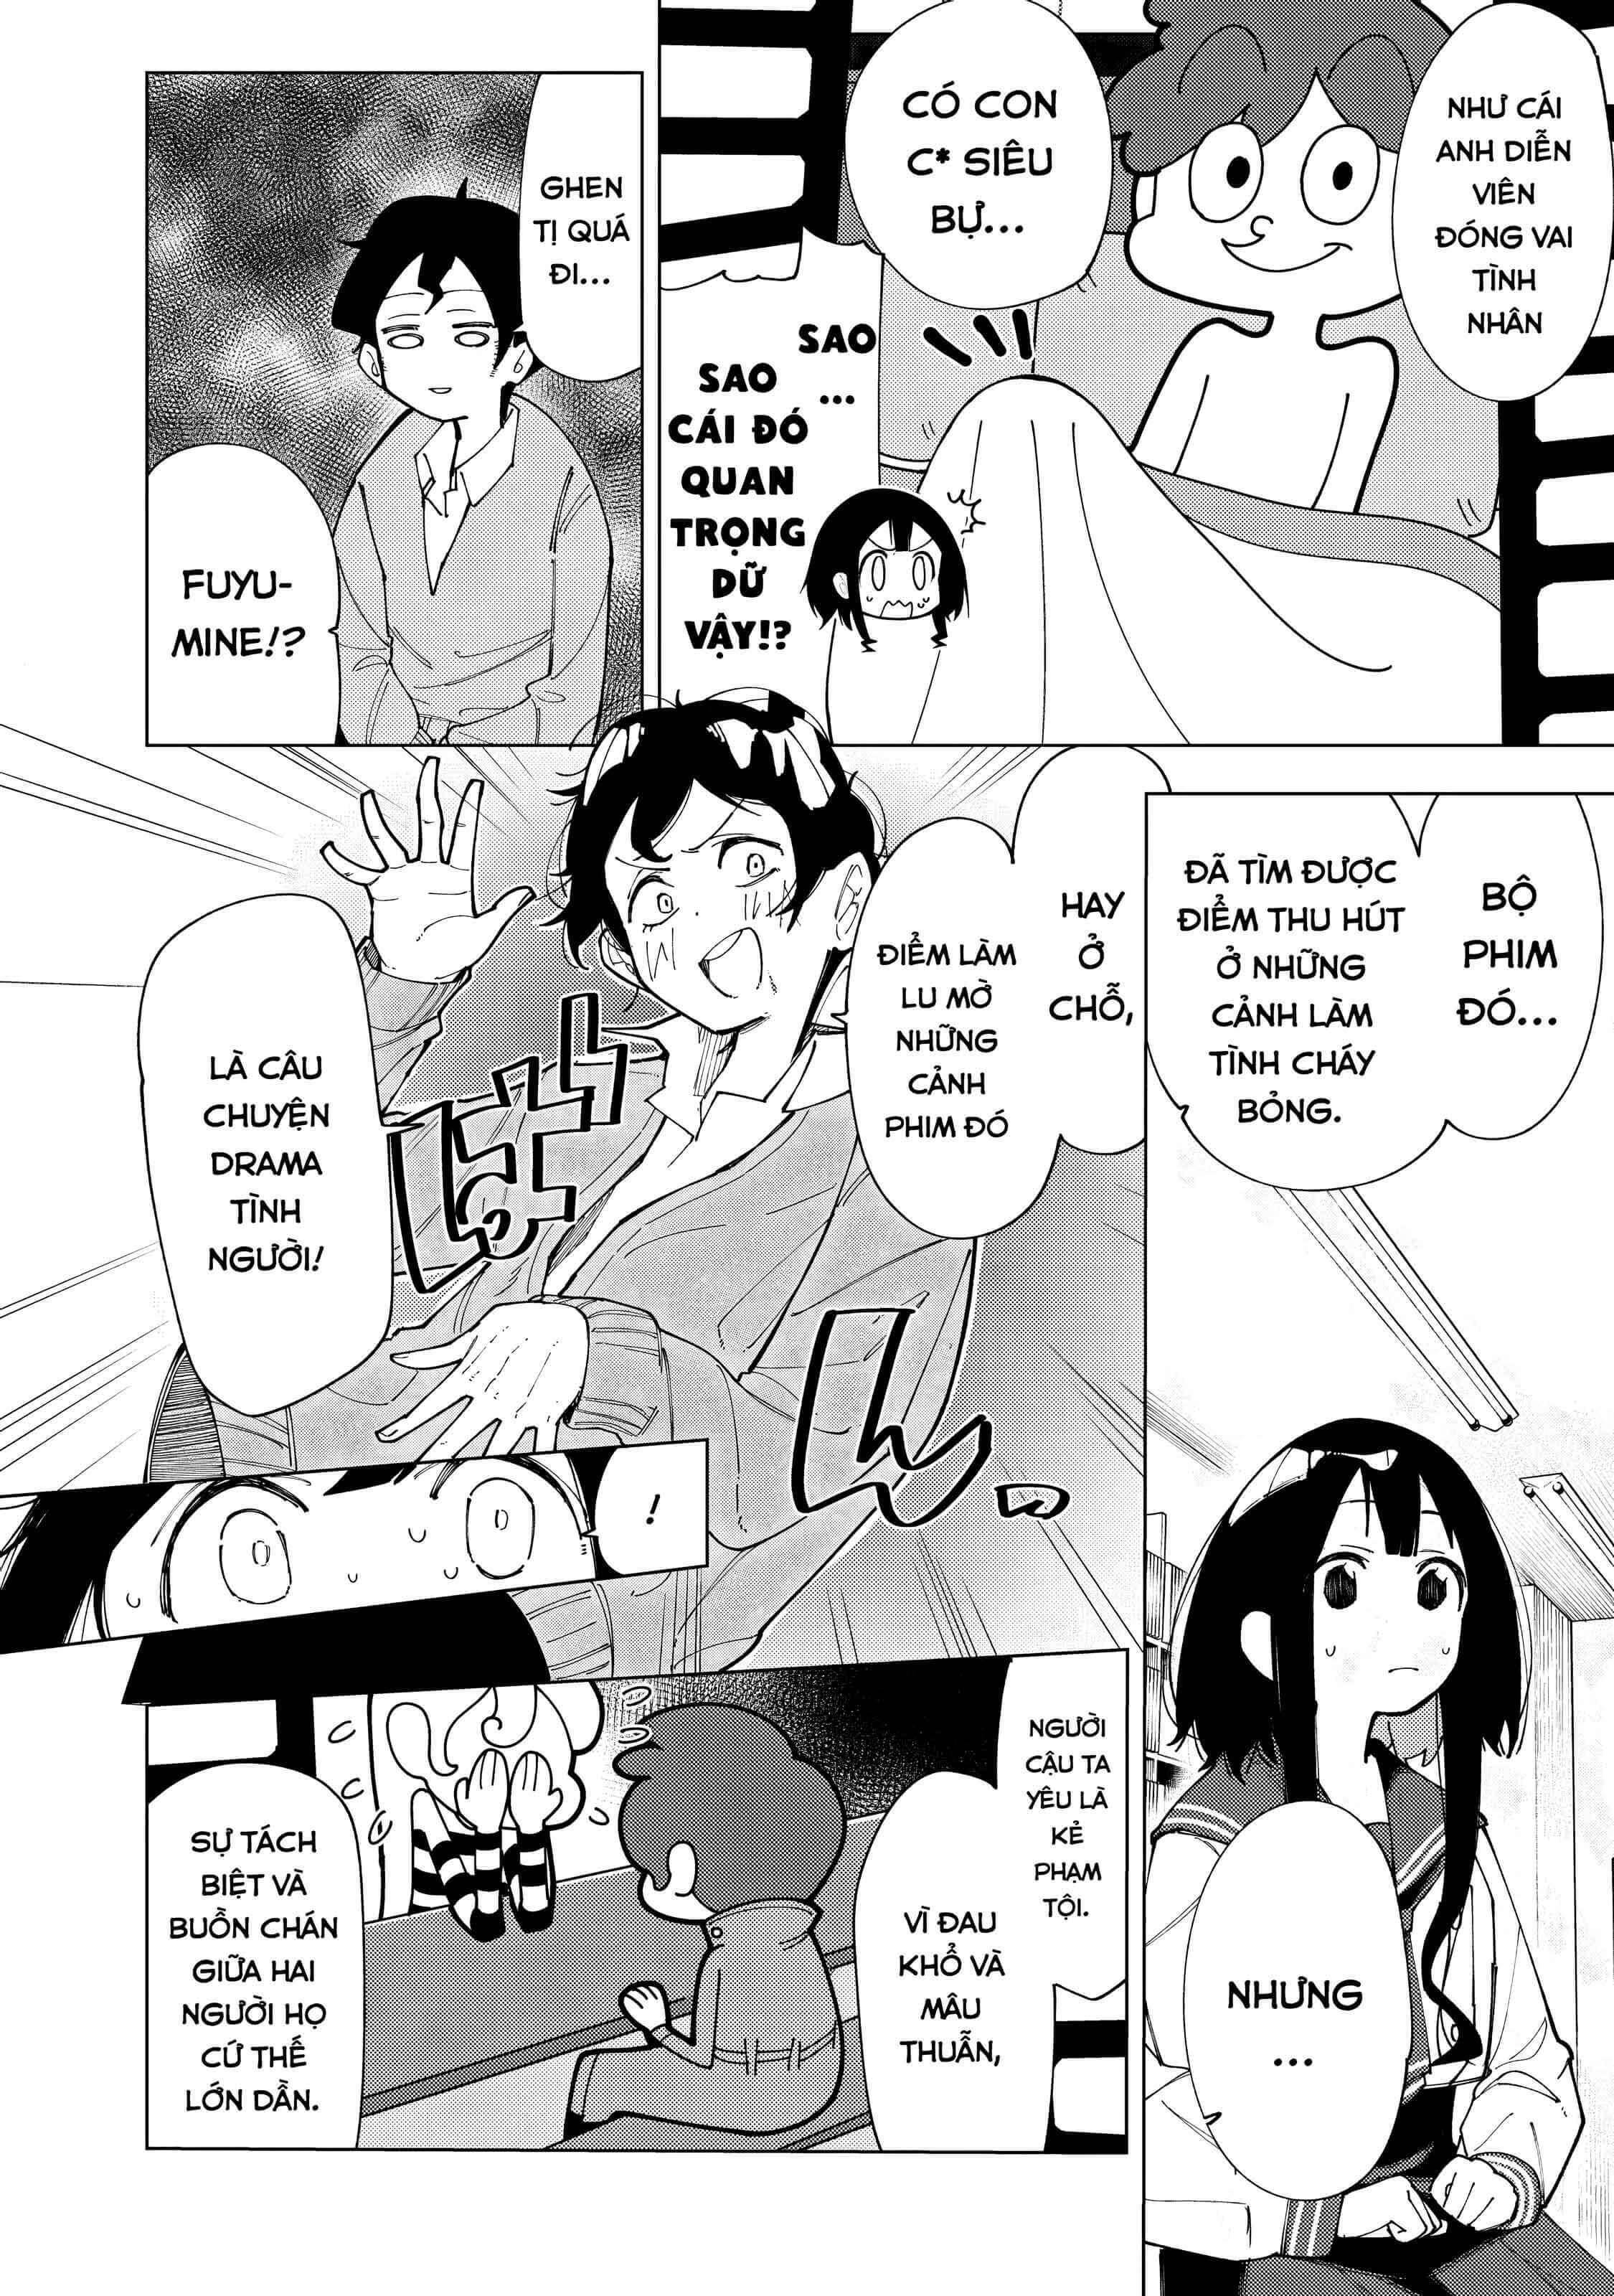 NHƯ CÁI
ANH DIỄN
VIÊN
ĐÓNG VAI
TÌNH
NHÂN
CÓ CON
C* SIÊU
BỰ...
SAO
...
SAO
CÁI ĐÓ
QUAN
TRỌNG
DỮ
VẬY!?
GHEN
TỊ QUÁ
ĐI...
FUYU-
MINE!?
BỘ
PHIM
ĐÓ...
ĐÃ TÌM ĐƯỢC
ĐIỂM THU HÚT
Ở NHỮNG
CẢNH LÀM
TÌNH CHÁY
BỎNG.
NHƯNG
...
HAY
Ở
CHỖ,
ĐIỂM LÀM
LU MỜ
NHỮNG
CẢNH
PHIM ĐÓ
LÀ CÂU
CHUYỆN
DRAMA
TÌNH
NGƯỜI!
!
NGƯỜI
CẬU TA
YÊU LÀ
KẺ
PHẠM
TỘI.
VÌ ĐAU
KHỔ VÀ
MÂU
THUẪN,
SỰ TÁCH
BIỆT VÀ
BUỒN CHÁN
GIỮA HAI
NGƯỜI HỌ
CỨ THẾ
LỚN DẦN.